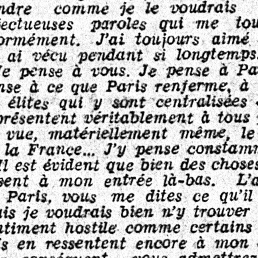 ndre comme je le voudrais
ectueuses paroles qui me tou
ormément. J'ai toujours aimé
ai vécu pendant si longtemps.
e pense à vous. Je pense à Pa
nse à ce que Paris renferme, à
élites qui y sont centralisées
présentent véritablement à tous
vue, matériellement même, le
la France... J'y pense constamm
Il est évident que bien des choses
sent à mon entrée là-bas. L'a
Paris, vous me dites ce qu'il
ais je voudrais bien n'y trouver
timent hostile comme certains
is en ressentent encore à mon